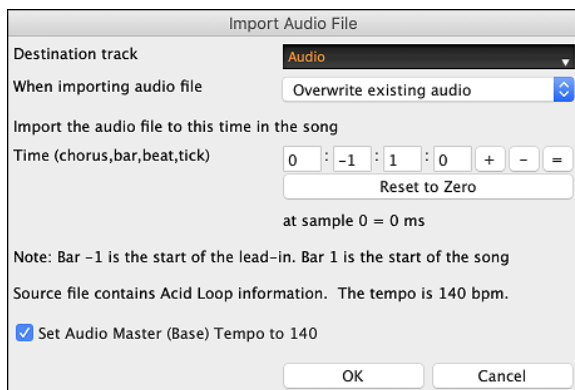 Import Audio File
Destination track Audio
When importing audio file Overwrite existing audio
Import the audio file to this time in the song
Time (chorus,bar,beat,tick) 0 : -1 : 1 : 0 + - =
Reset to Zero
at sample 0 = 0 ms
Note: Bar -1 is the start of the lead-in. Bar 1 is the start of the song
Source file contains Acid Loop information. The tempo is 140 bpm.
Set Audio Master (Base) Tempo to 140
OK Cancel